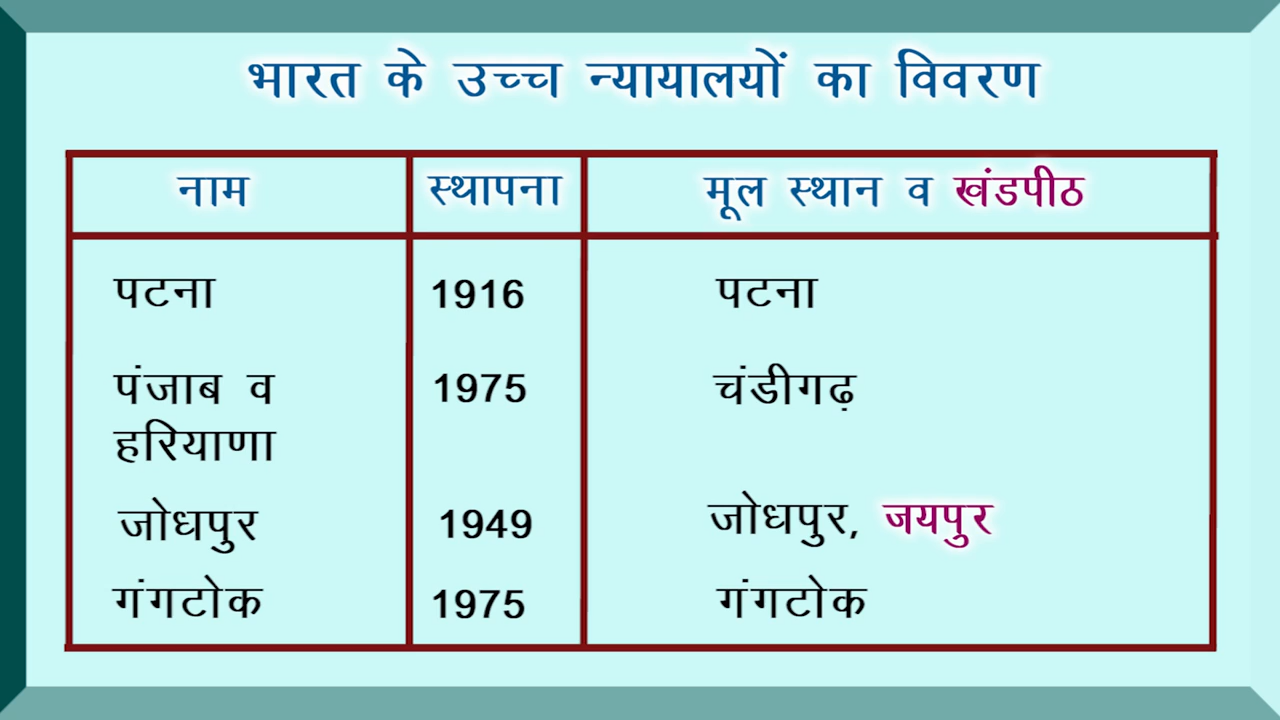 भारत के उच्च न्यायालयों का विवरण
नाम स्थापना मूल स्थान व खंडपीठ
पटना 1916 पटना
पंजाब व 1975 चंडीगढ़
हरियाणा
जोधपुर 1949 जोधपुर, जयपुर
गंगटोक 1975 गंगटोक